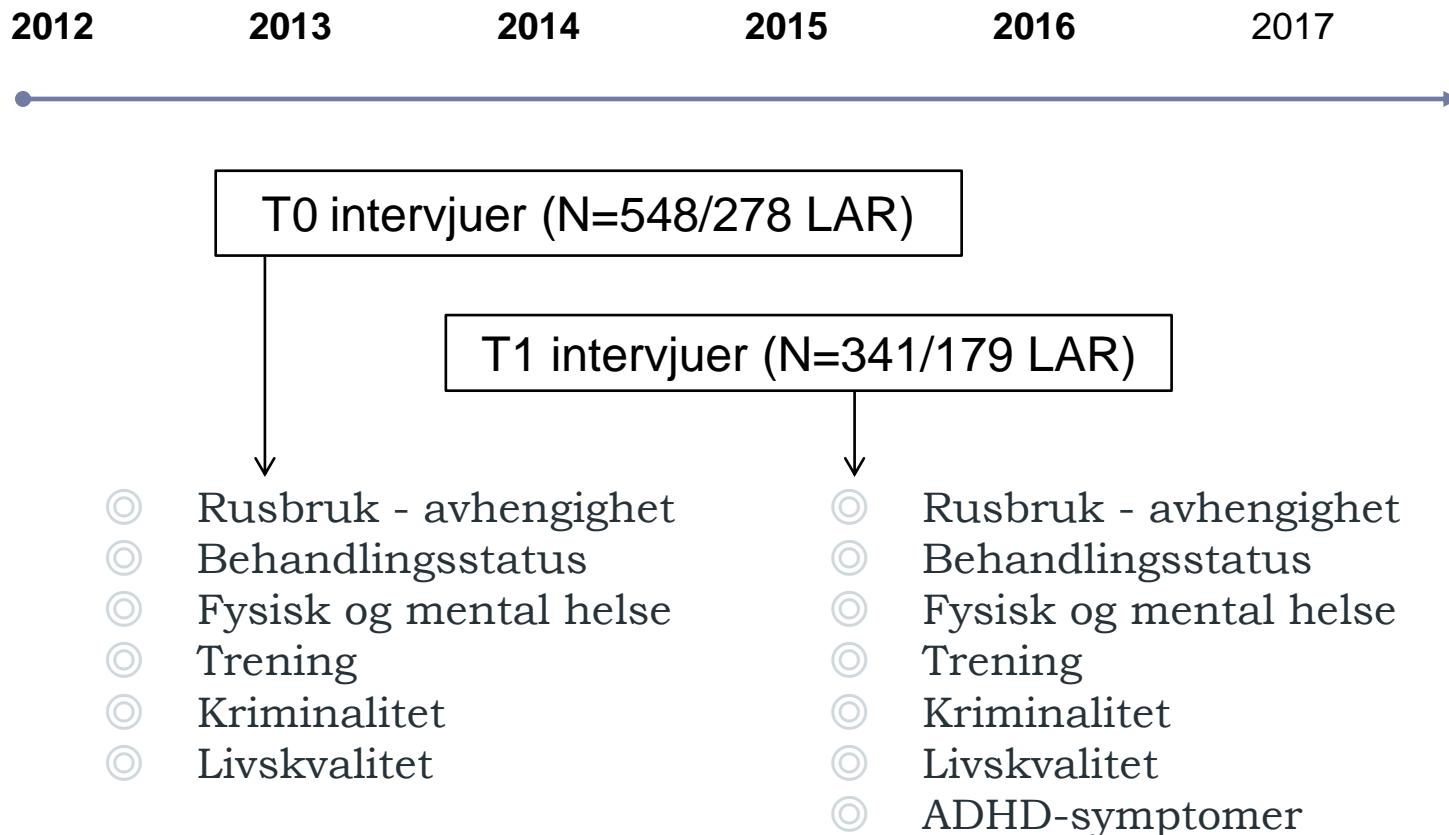 2012 2013 2014 2015 2016 2017
T0 intervjuer (N=548/278 LAR)
T1 intervjuer (N=341/179 LAR)
Rusbruk - avhengighet
Behandlingsstatus
Fysisk og mental helse
Trening
Kriminalitet
Livskvalitet
Rusbruk - avhengighet
Behandlingsstatus
Fysisk og mental helse
Trening
Kriminalitet
Livskvalitet
ADHD-symptomer